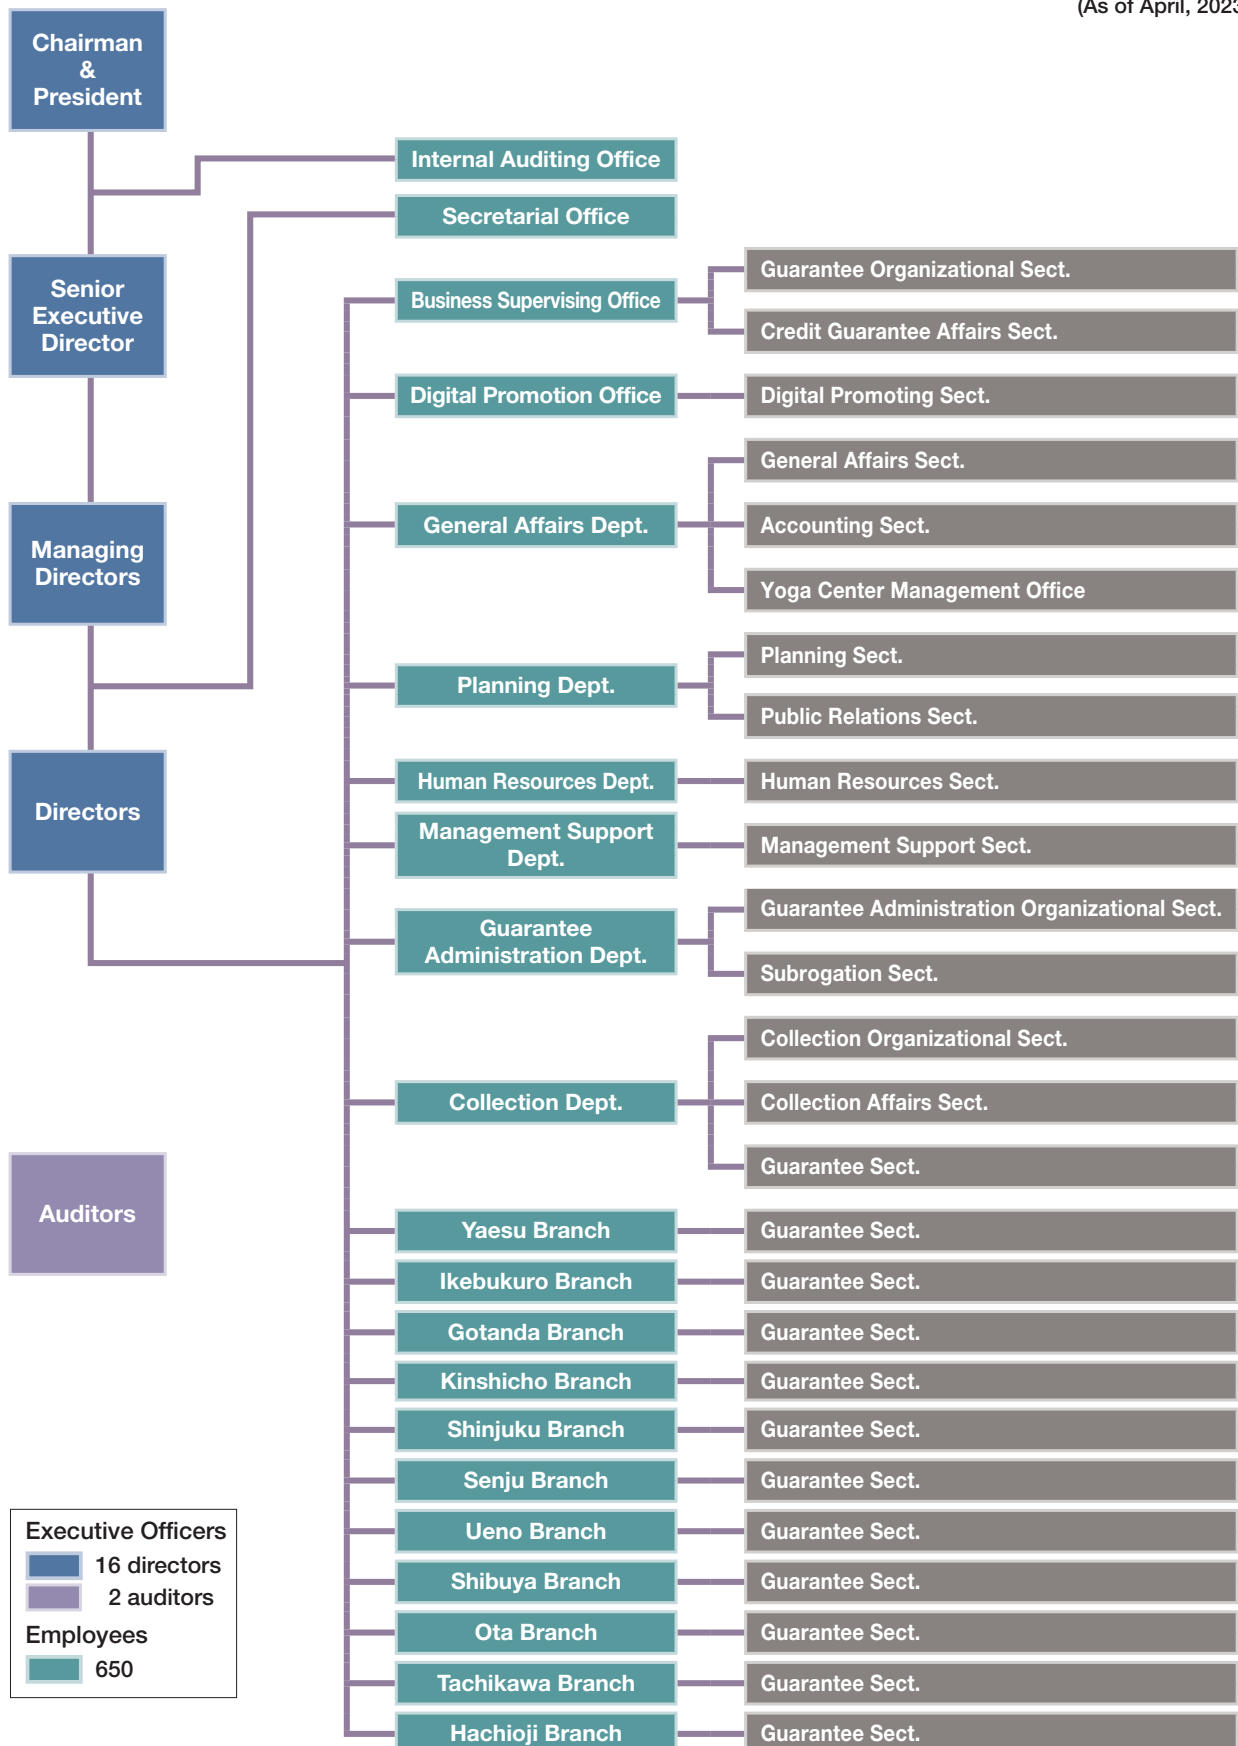 (As of April, 2023
Chairman
&
President
Internal Auditing Office
Secretarial Office
Senior
Executive
Director
Business Supervising Office
Guarantee Organizational Sect.
Credit Guarantee Affairs Sect.
Digital Promotion Office
Digital Promoting Sect.
General Affairs Dept.
General Affairs Sect.
Accounting Sect.
Yoga Center Management Office
Managing
Directors
Planning Dept.
Planning Sect.
Public Relations Sect.
Directors
Human Resources Dept.
Human Resources Sect.
Management Support
Dept.
Management Support Sect.
Guarantee
Administration Dept.
Guarantee Administration Organizational Sect.
Subrogation Sect.
Collection Dept.
Collection Organizational Sect.
Collection Affairs Sect.
Guarantee Sect.
Auditors
Yaesu Branch
Guarantee Sect.
Ikebukuro Branch
Guarantee Sect.
Gotanda Branch
Guarantee Sect.
Kinshicho Branch
Guarantee Sect.
Shinjuku Branch
Guarantee Sect.
Senju Branch
Guarantee Sect.
Ueno Branch
Guarantee Sect.
Shibuya Branch
Guarantee Sect.
Ota Branch
Guarantee Sect.
Tachikawa Branch
Guarantee Sect.
Hachioji Branch
Guarantee Sect.
Executive Officers
16 directors
2 auditors
Employees
650